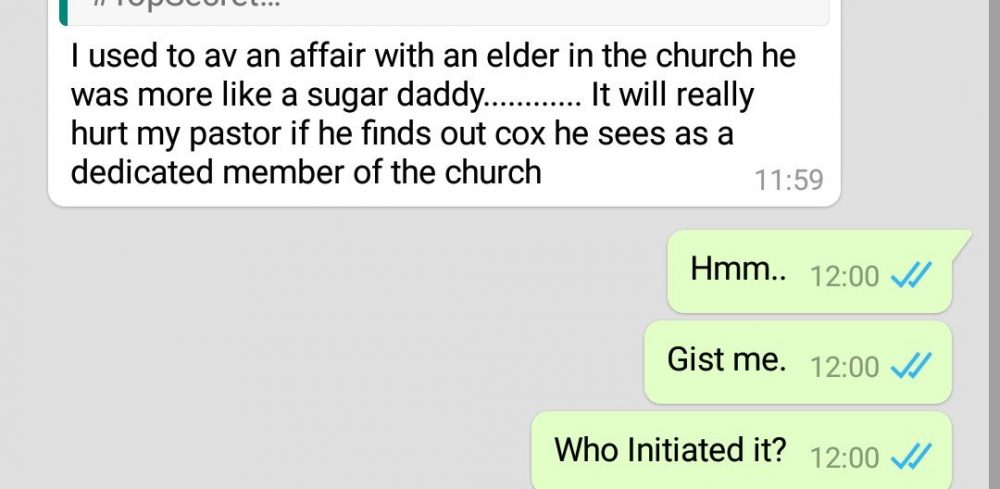 #TopSecret...
I used to av an affair with an elder in the church he
was more like a sugar daddy............ It will really
hurt my pastor if he finds out cox he sees as a
dedicated member of the church
11:59
Hmm.. 12:00
Gist me. 12:00
Who Initiated it? 12:00